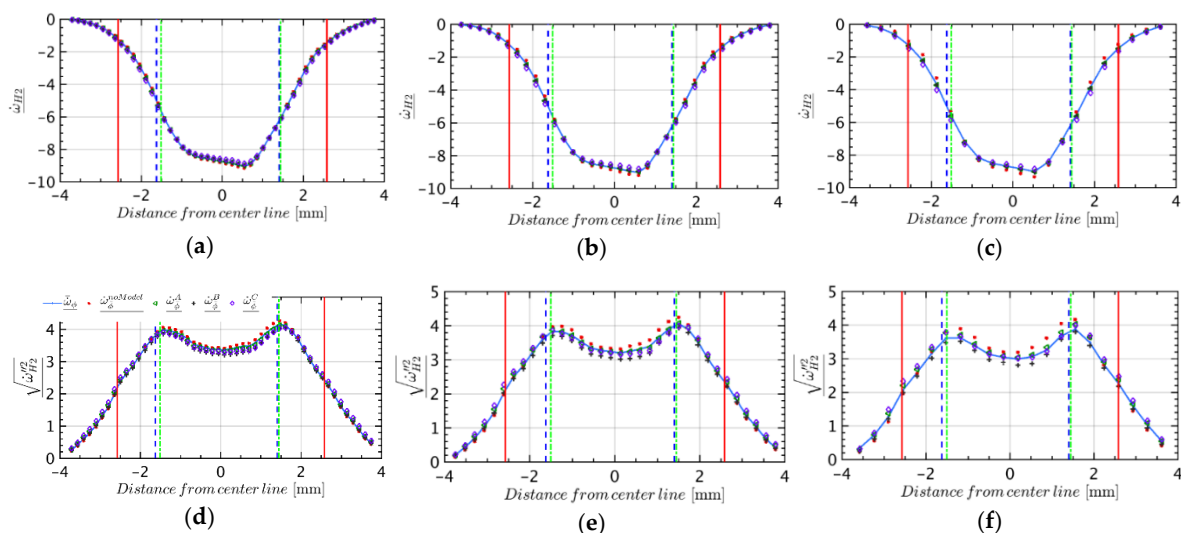 0
−2
−4
−6
−8
−10
ω̇_H2
−4 −2 0 2 4
Distance from center line [mm]
(a)
0
−2
−4
−6
−8
−10
ω̇_H2
−4 −2 0 2 4
Distance from center line [mm]
(b)
0
−2
−4
−6
−8
−10
ω̇_H2
−4 −2 0 2 4
Distance from center line [mm]
(c)
ω̇_ϕ ω̇_ϕ^noModel ω̇_ϕ^A ω̇_ϕ^B ω̇_ϕ^C
4
3
2
1
0
√ω̇″²_H2
−4 −2 0 2 4
Distance from center line [mm]
(d)
5
4
3
2
1
0
√ω̇″²_H2
−4 −2 0 2 4
Distance from center line [mm]
(e)
5
4
3
2
1
0
√ω̇″²_H2
−4 −2 0 2 4
Distance from center line [mm]
(f)